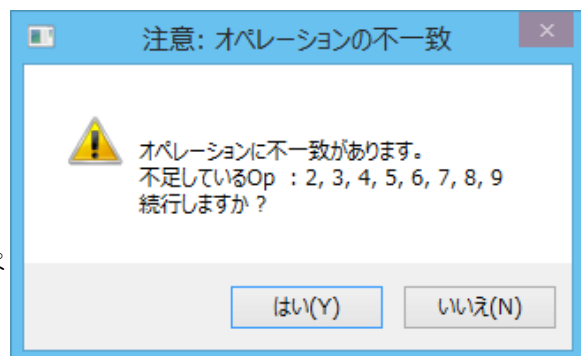 注意: オペレーションの不一致
オペレーションに不一致があります。
不足しているOp : 2, 3, 4, 5, 6, 7, 8, 9
続行しますか？
はい(Y)
いいえ(N)